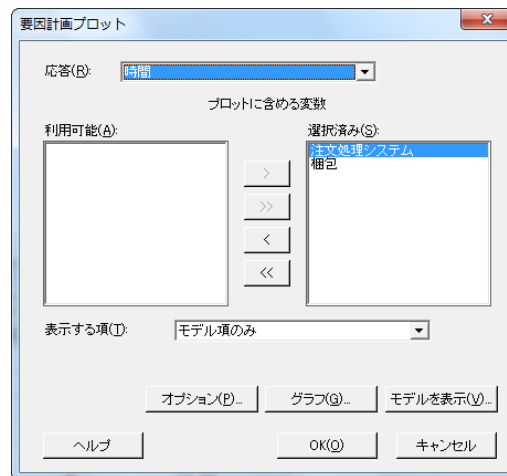 要因計画プロット
応答(R): 時間
プロットに含める変数
利用可能(A): 選択済み(S):
注文処理システム
梱包
>
>>
<
<<
表示する項(T): モデル項のみ
オプション(P)... グラフ(G)... モデルを表示(V)...
ヘルプ OK(O) キャンセル